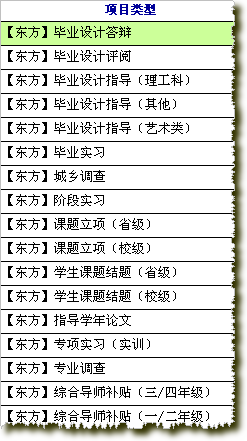 项目类型
【东方】毕业设计答辩
【东方】毕业设计评阅
【东方】毕业设计指导（理工科）
【东方】毕业设计指导（其他）
【东方】毕业设计指导（艺术类）
【东方】毕业实习
【东方】城乡调查
【东方】阶段实习
【东方】课题立项（省级）
【东方】课题立项（校级）
【东方】学生课题结题（省级）
【东方】学生课题结题（校级）
【东方】指导学年论文
【东方】专项实习（实训）
【东方】专业调查
【东方】综合导师补贴（三/四年级）
【东方】综合导师补贴（一/二年级）